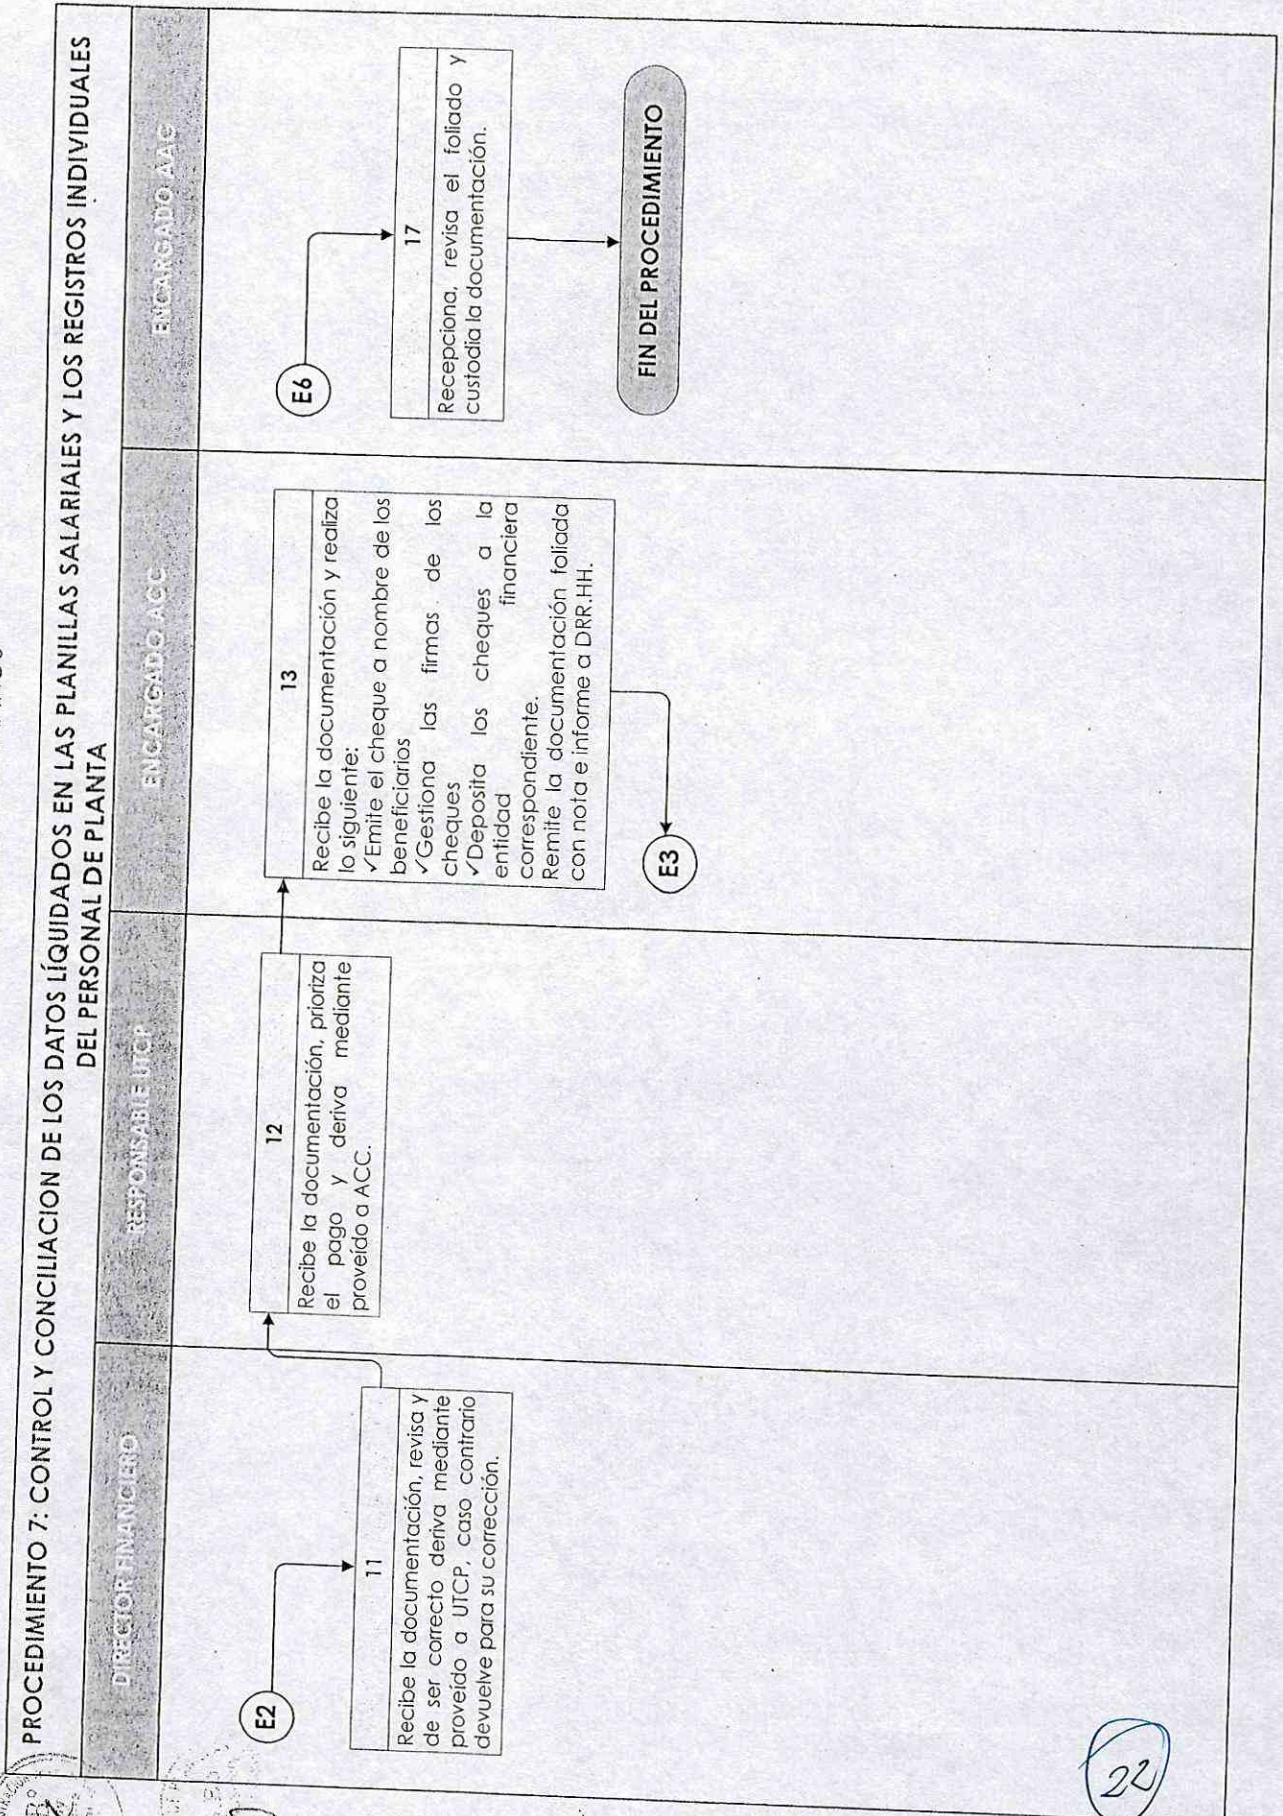 PROCEDIMIENTO 7: CONTROL Y CONCILIACION DE LOS DATOS LÍQUIDADOS EN LAS PLANILLAS SALARIALES Y LOS REGISTROS INDIVIDUALES
DEL PERSONAL DE PLANTA
DIRECTOR FINANCIERO
RESPONSABLE UTCP
ENCARGADO ACC
ENCARGADO AAC
E2
11
Recibe la documentación, revisa y
de ser correcto deriva mediante
proveído a UTCP, caso contrario
devuelve para su corrección.
12
Recibe la documentación, prioriza
el pago y deriva mediante
proveído a ACC.
13
Recibe la documentación y realiza
lo siguiente:
✓Emite el cheque a nombre de los
beneficiarios
✓Gestiona las firmas de los
cheques
✓Deposita los cheques a la
entidad financiera
correspondiente.
Remite la documentación foliada
con nota e informe a DRR.HH.
E3
E6
17
Recepciona, revisa el foliado y
custodia la documentación.
FIN DEL PROCEDIMIENTO
22